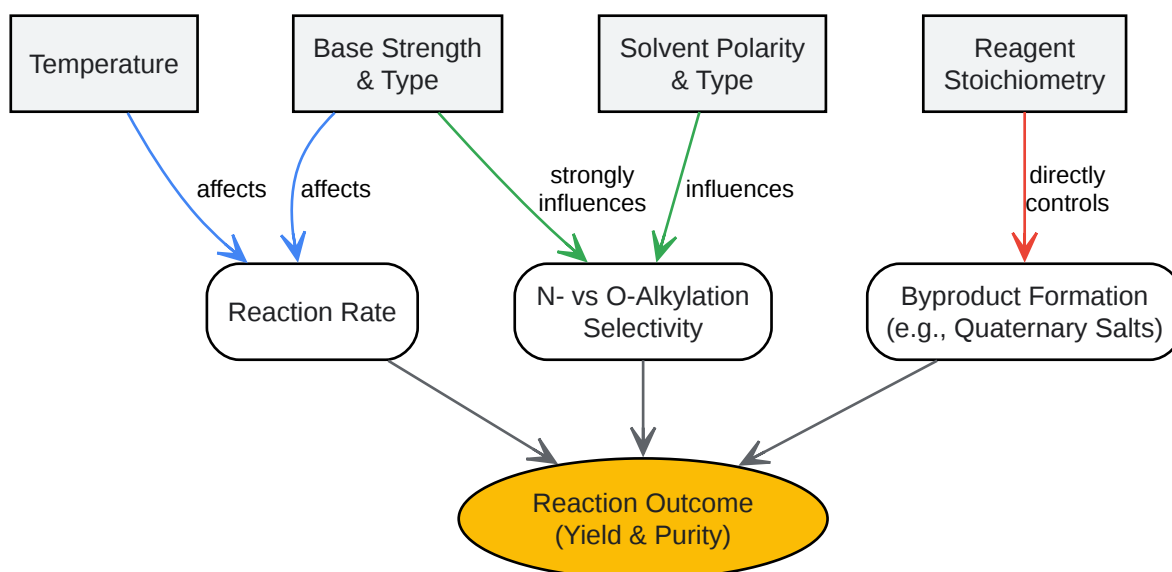 Temperature
Base Strength
& Type
Solvent Polarity
& Type
Reagent
Stoichiometry
affects
affects
strongly
influences
influences
directly
controls
Reaction Rate
N- vs O-Alkylation
Selectivity
Byproduct Formation
(e.g., Quaternary Salts)
Reaction Outcome
(Yield & Purity)